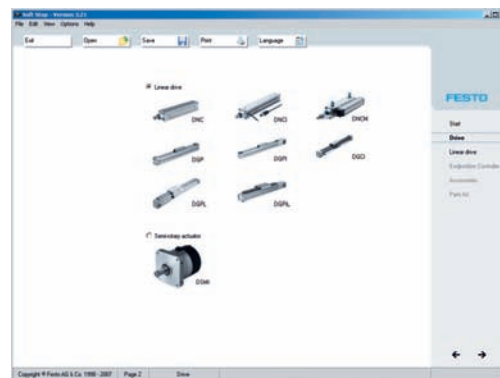 Soft Stop - Version 3.21
File Edit View Options Help
Exit Open Save Print Language
Linear drive
DNC DNCI DNCM
DGP DGPI DGCI
DGPL DGPIL
Semi-rotary actuator
DSMI
FESTO
Start
Drive
Linear drive
Endposition Controller
Accessories
Parts list
Copyright © Festo AG & Co. 1998 - 2007 Page 2 Drive